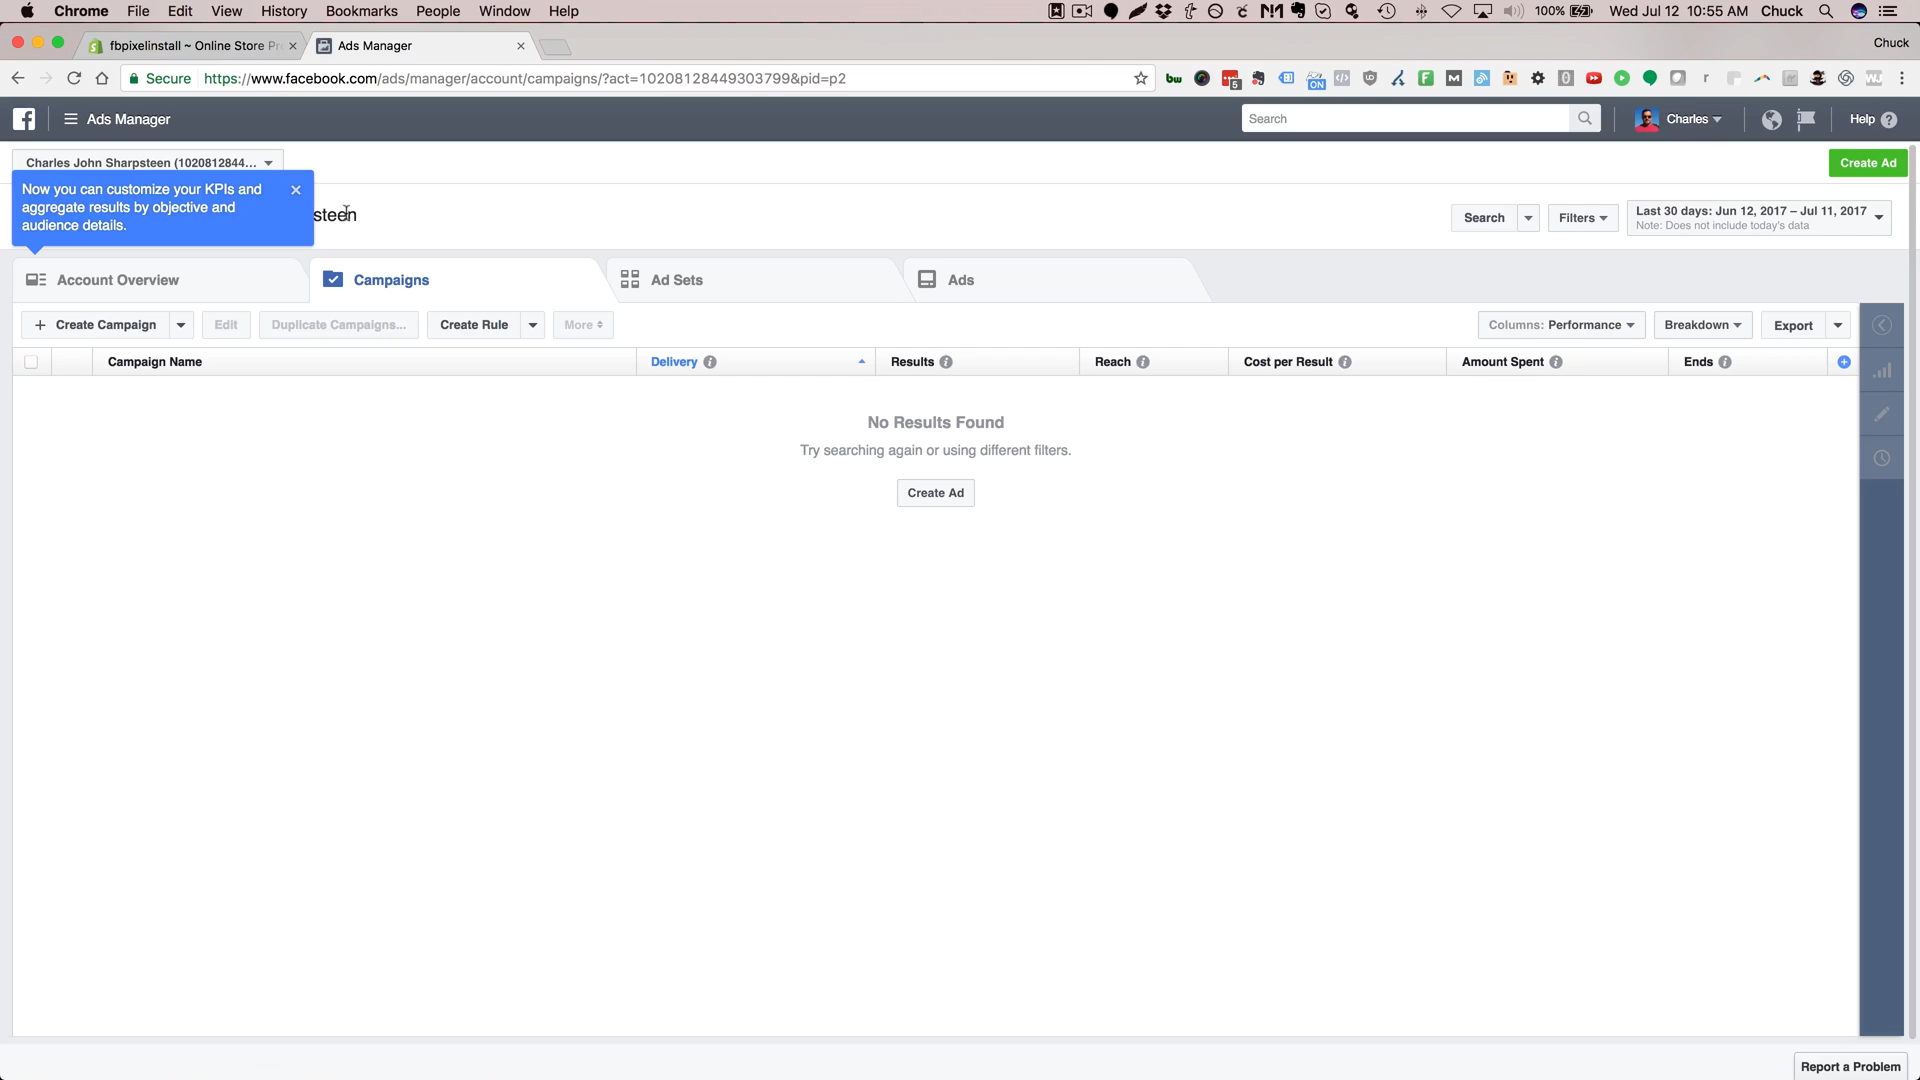 Chrome File Edit View History Bookmarks People Window Help 100% Wed Jul 12 10:55 AM Chuck
fbpixelinstall ~ Online Store Pr
Ads Manager
Chuck
Secure https://www.facebook.com/ads/manager/account/campaigns/?act=10208128449303799&pid=p2
bw 5 ON M r WJ
Ads Manager
Search
Charles
Help
Charles John Sharpsteen (1020812844...
Create Ad
Now you can customize your KPIs and
aggregate results by objective and
audience details.
steen
Search
Filters
Last 30 days: Jun 12, 2017 – Jul 11, 2017
Note: Does not include today's data
Account Overview
Campaigns
Ad Sets
Ads
+ Create Campaign
Edit
Duplicate Campaigns...
Create Rule
More
Columns: Performance
Breakdown
Export
Campaign Name
Delivery
Results
Reach
Cost per Result
Amount Spent
Ends
No Results Found
Try searching again or using different filters.
Create Ad
Report a Problem